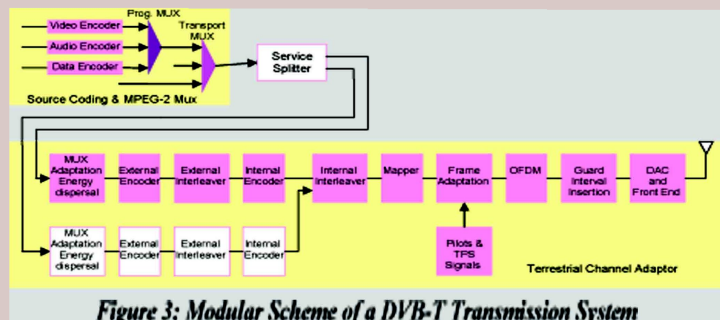 Prog. MUX
Transport
MUX
Video Encoder
Audio Encoder
Data Encoder
Source Coding & MPEG-2 Mux
Service
Splitter
MUX
Adaptation
Energy
dispersal
External
Encoder
External
Interleaver
Internal
Encoder
Internal
Interleaver
Mapper
Frame
Adaptation
OFDM
Guard
Interval
Insertion
DAC
and
Front End
MUX
Adaptation
Energy
dispersal
External
Encoder
External
Interleaver
Internal
Encoder
Pilots &
TPS
Signals
Terrestrial Channel Adaptor
Figure 3: Modular Scheme of a DVB-T Transmission System